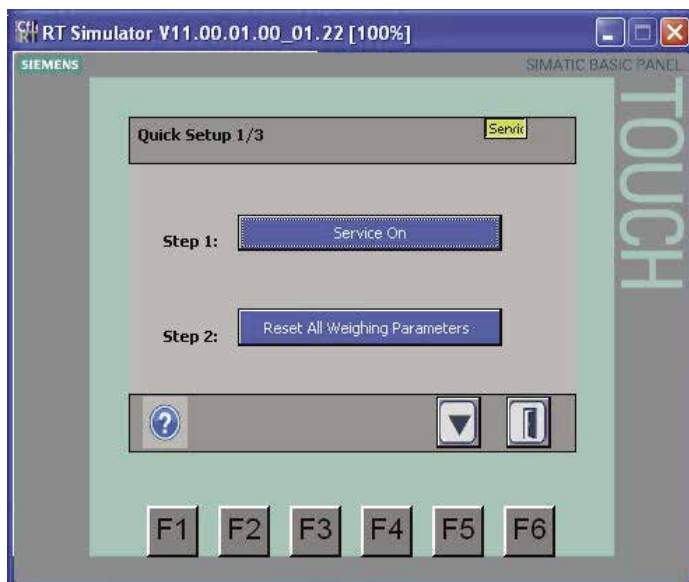 RT Simulator V11.00.01.00_01.22 [100%]
SIEMENS
SIMATIC BASIC PANEL
TOUCH
Quick Setup 1/3
Servic
Step 1:
Service On
Step 2:
Reset All Weighing Parameters
?
F1 F2 F3 F4 F5 F6